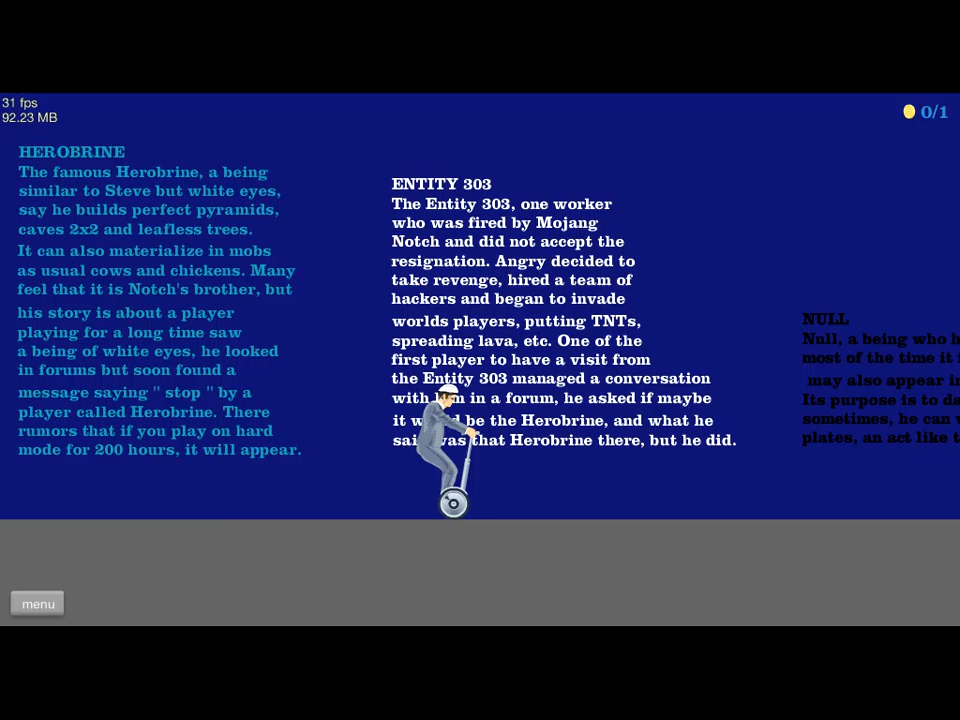 31 fps
92.23 MB
0/1
HEROBRINE
The famous Herobrine, a being
similar to Steve but white eyes,
say he builds perfect pyramids,
caves 2x2 and leafless trees.
It can also materialize in mobs
as usual cows and chickens. Many
feel that it is Notch's brother, but
his story is about a player
playing for a long time saw
a being of white eyes, he looked
in forums but soon found a
message saying " stop " by a
player called Herobrine. There
rumors that if you play on hard
mode for 200 hours, it will appear.
ENTITY 303
The Entity 303, one worker
who was fired by Mojang
Notch and did not accept the
resignation. Angry decided to
take revenge, hired a team of
hackers and began to invade
worlds players, putting TNTs,
spreading lava, etc. One of the
first player to have a visit from
the Entity 303 managed a conversation
with in a forum, he asked if maybe
it be the Herobrine, and what he
was that Herobrine there, but he did.
NULL
Null, a being who
most of the time it
may also appear
Its purpose is to
sometimes, he can
plates, an act like
menu